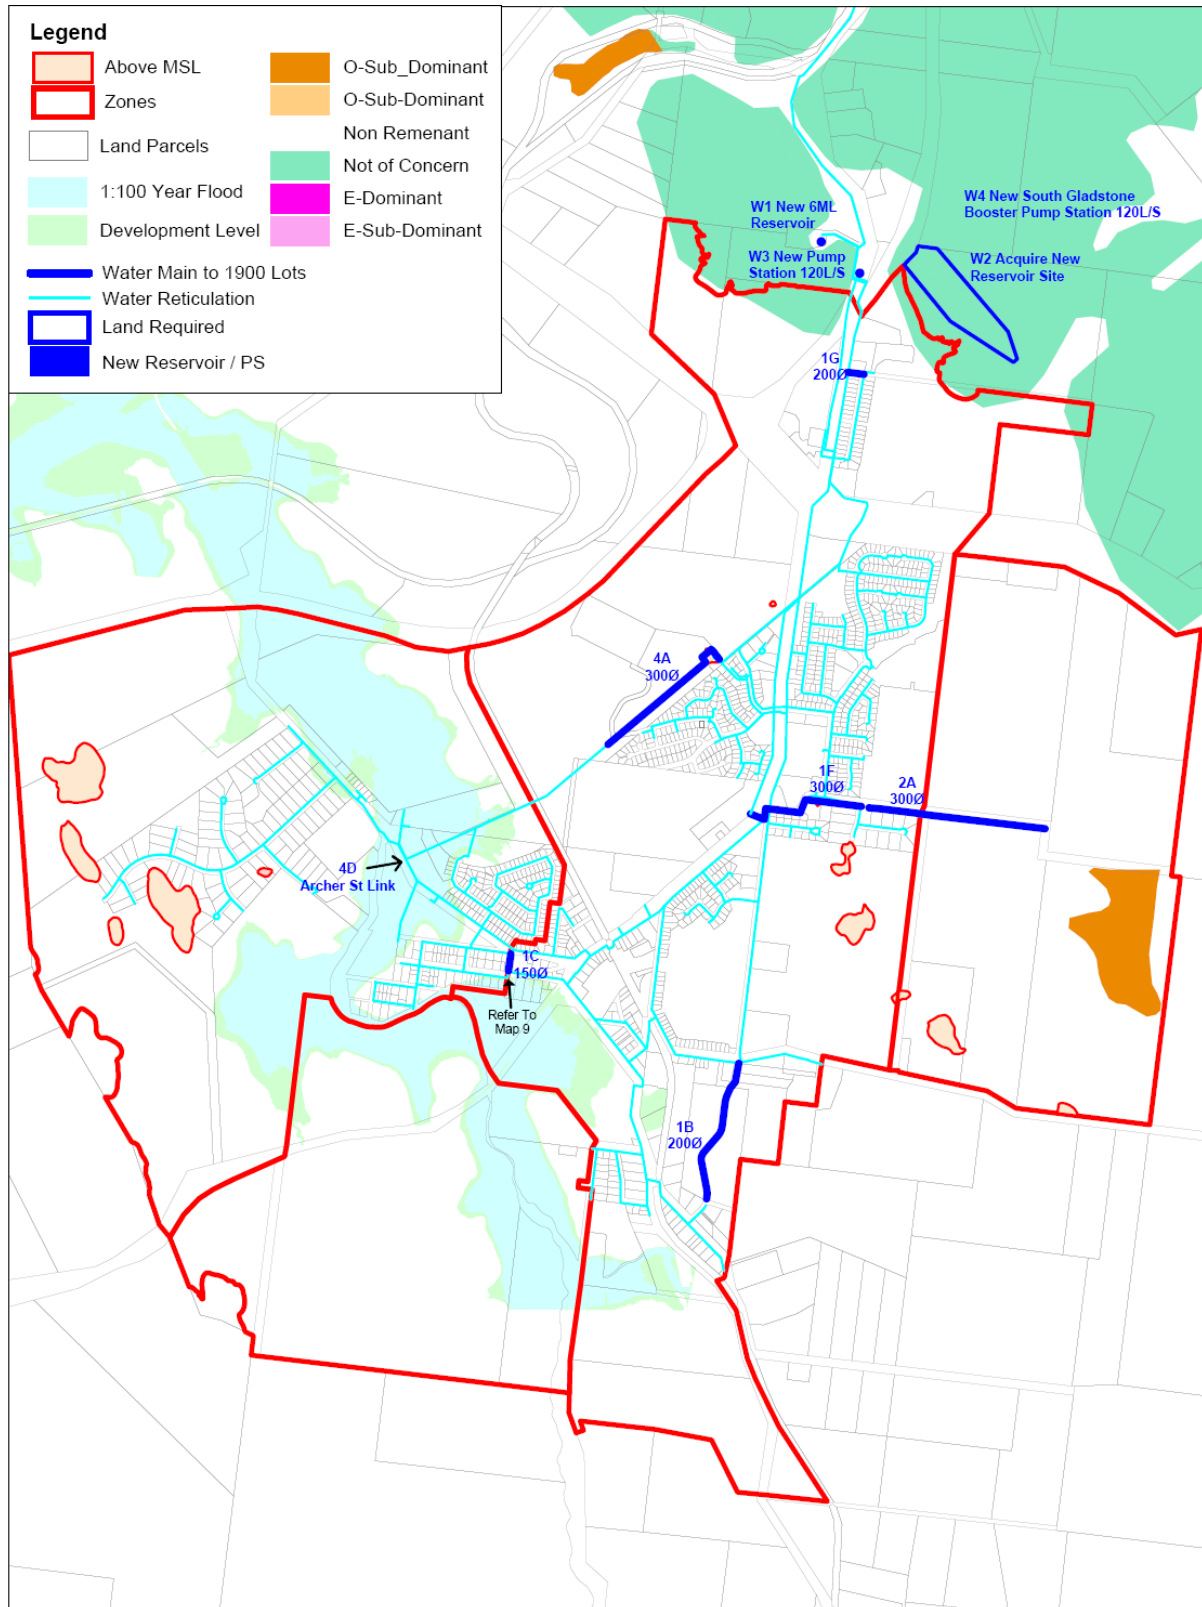 Legend
Above MSL
Zones
Land Parcels
1:100 Year Flood
Development Level
Water Main to 1900 Lots
Water Reticulation
Land Required
New Reservoir / PS
O-Sub_Dominant
O-Sub-Dominant
Non Remenant
Not of Concern
E-Dominant
E-Sub-Dominant
W1 New 6ML
Reservoir
W3 New Pump
Station 120L/S
W4 New South Gladstone
Booster Pump Station 120L/S
W2 Acquire New
Reservoir Site
1G
200Ø
4A
300Ø
1F
300Ø
2A
300Ø
4D
Archer St Link
1C
150Ø
Refer To
Map 9
1B
200Ø